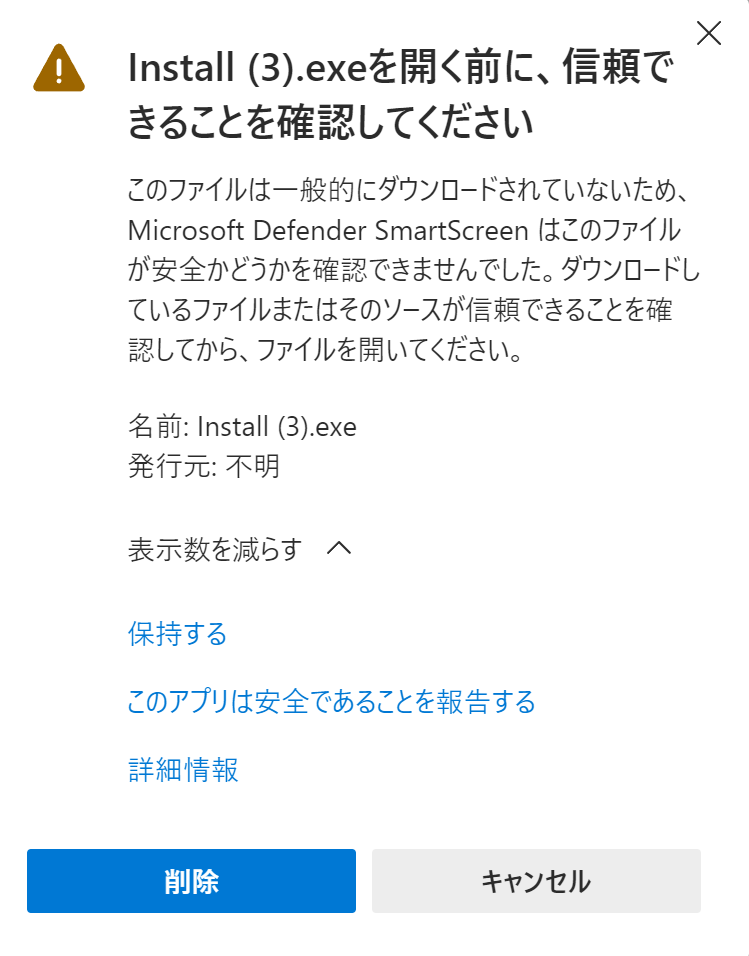 Install (3).exeを開く前に、信頼で
きることを確認してください
このファイルは一般的にダウンロードされていないため、
Microsoft Defender SmartScreen はこのファイル
が安全かどうかを確認できませんでした。ダウンロードし
ているファイルまたはそのソースが信頼できることを確
認してから、ファイルを開いてください。
名前: Install (3).exe
発行元: 不明
表示数を減らす
保持する
このアプリは安全であることを報告する
詳細情報
削除
キャンセル